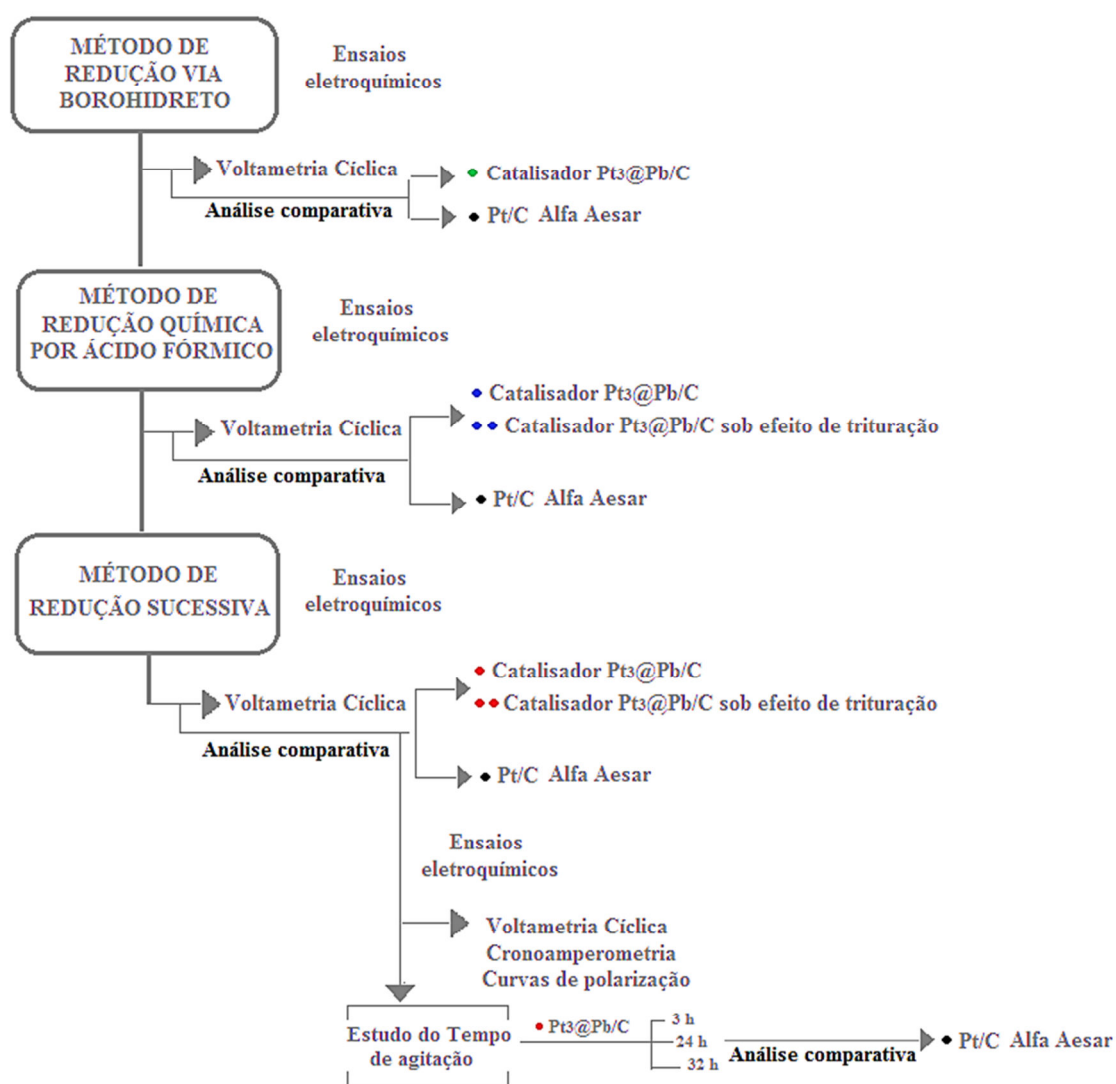 MÉTODO DE
REDUÇÃO VIA
BOROHIDRETO
Ensaios
eletroquímicos
Voltametria Cíclica
Análise comparativa
• Catalisador Pt3@Pb/C
• Pt/C Alfa Aesar
MÉTODO DE
REDUÇÃO QUÍMICA
POR ÁCIDO FÓRMICO
Ensaios
eletroquímicos
Voltametria Cíclica
Análise comparativa
• Catalisador Pt3@Pb/C
•• Catalisador Pt3@Pb/C sob efeito de trituração
• Pt/C Alfa Aesar
MÉTODO DE
REDUÇÃO SUCESSIVA
Ensaios
eletroquímicos
Voltametria Cíclica
Análise comparativa
• Catalisador Pt3@Pb/C
•• Catalisador Pt3@Pb/C sob efeito de trituração
• Pt/C Alfa Aesar
Ensaios
eletroquímicos
Voltametria Cíclica
Cronoamperometria
Curvas de polarização
Estudo do Tempo
de agitação
• Pt3@Pb/C
3 h
24 h
32 h
Análise comparativa
• Pt/C Alfa Aesar